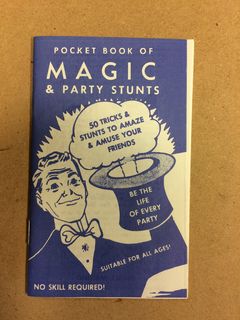 POCKET BOOK OF
MAGIC
& PARTY STUNTS
50 TRICKS &
STUNTS TO AMAZE
& AMUSE YOUR
FRIENDS
BE THE
LIFE
OF EVERY
PARTY
SUITABLE FOR ALL AGES!
NO SKILL REQUIRED!